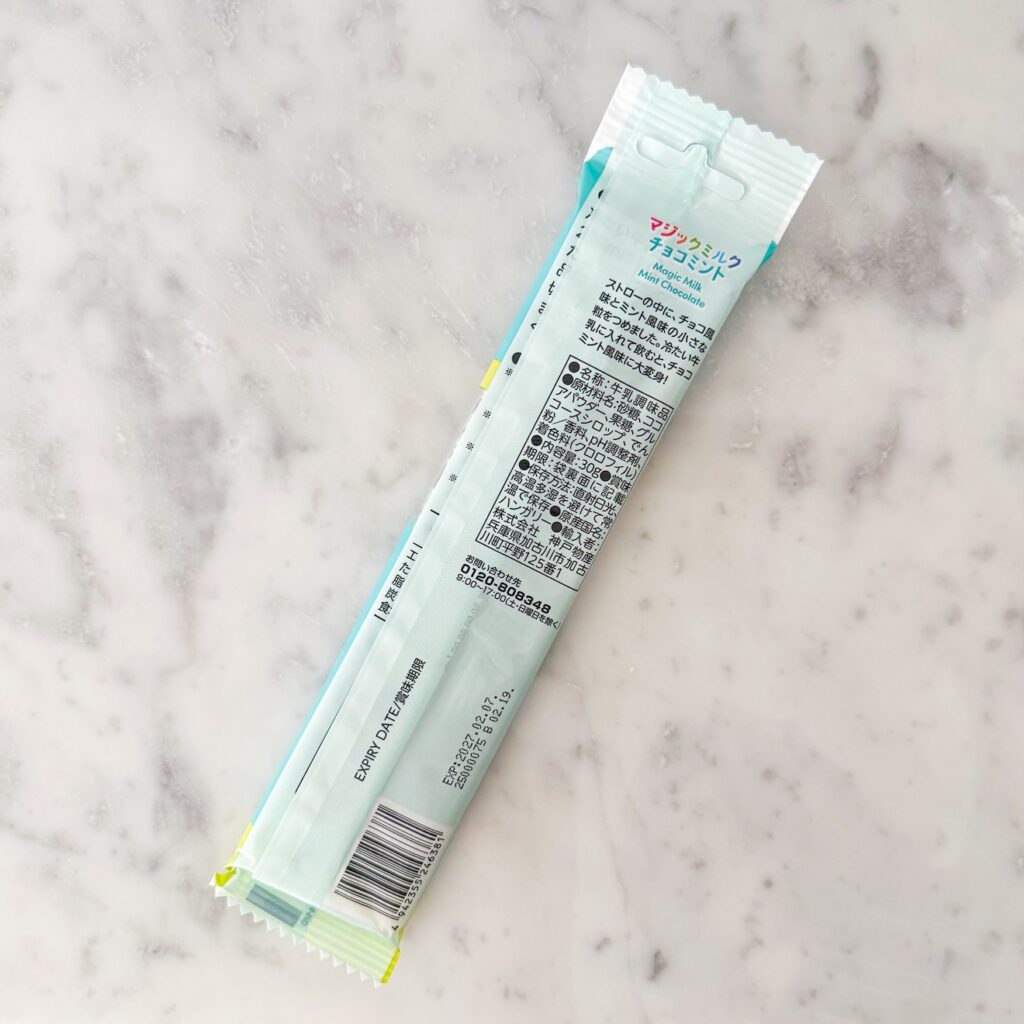 マジックミルク
チョコミント
Magic Milk
Mint Chocolate
ストローの中に、チョコ風
味とミント風味の小さな
粒をつめました。冷たい牛
乳に入れて飲むと、チョコ
ミント風味に大変身!
●名称:牛乳調味品
●原材料名:砂糖、ココ
アパウダー、果糖、グル
コースシロップ、でん
粉/香料、pH調整剤、
着色料(クロロフィル)
●内容量:30g●賞味
期限:袋裏面に記載
●保存方法:直射日光、
高温多湿を避けて常
温で保存●原産国名:
ハンガリー●輸入者:
株式会社 神戸物産
兵庫県加古川市加古
川町平野125番1
お問い合わせ先
0120-808348
9:00~17:00(土・日曜日を除く)
EXPIRY DATE/賞味期限
EXP:2027.02.07.
25000075 B 02.19.
4 942355 246381